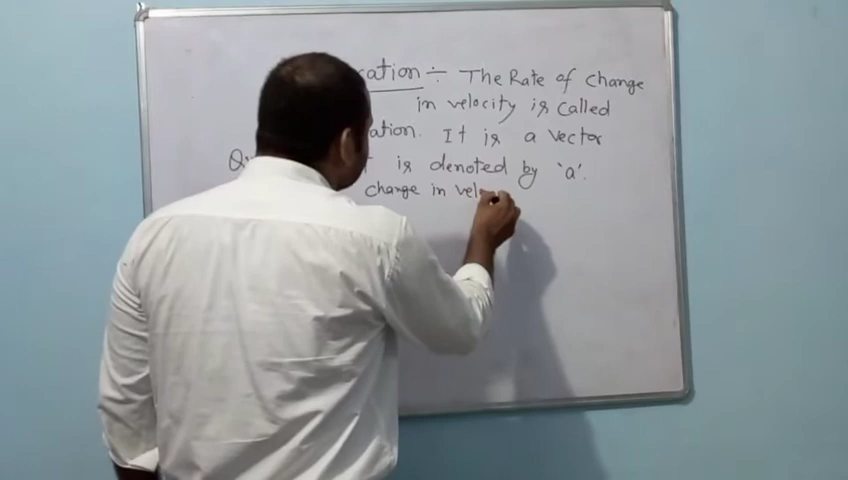 cation ÷ The Rate of change
in velocity is called
ation. It is a vector
Qu is denoted by 'a'.
change in vel